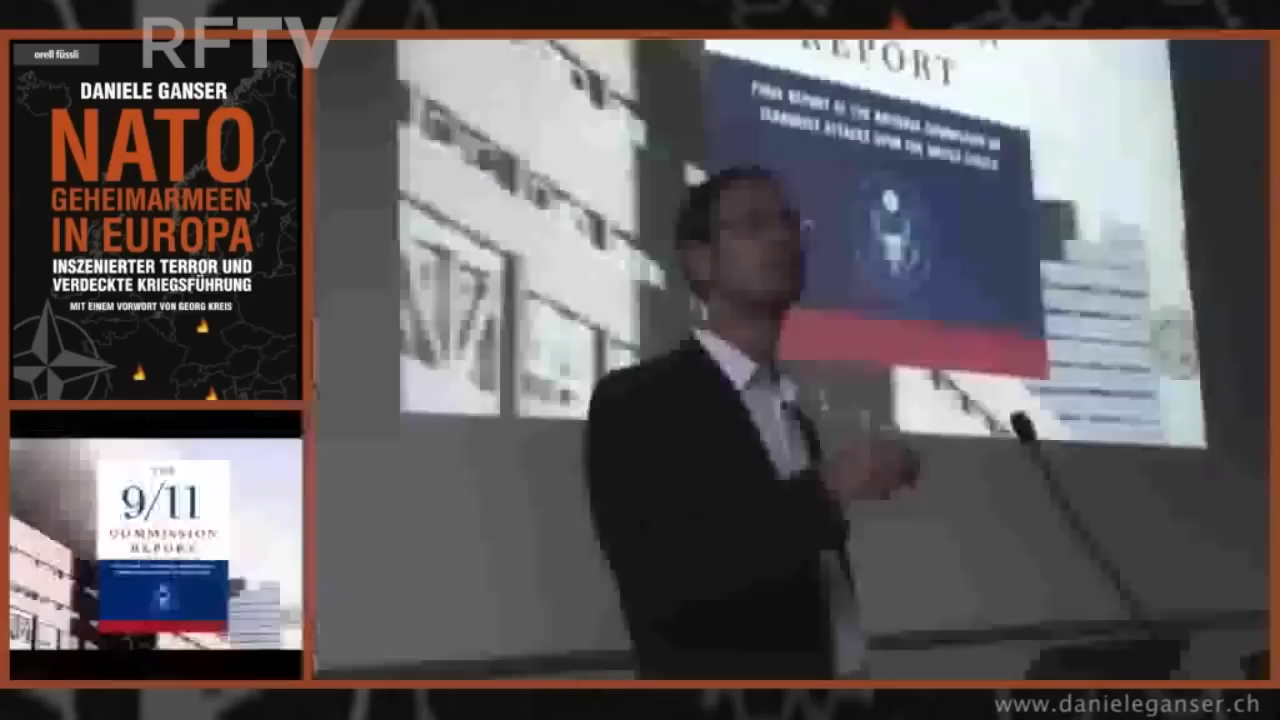 RFTV
orell füssli
DANIELE GANSER
NATO
GEHEIMARMEEN
IN EUROPA
INSZENIERTER TERROR UND
VERDECKTE KRIEGSFÜHRUNG
MIT EINEM VORWORT VON GEORG KREIS
REPORT
FINAL REPORT OF THE NATIONAL COMMISSION ON
TERRORIST ATTACKS UPON THE UNITED STATES
THE
9/11
COMMISSION
REPORT
www.danieleganser.ch